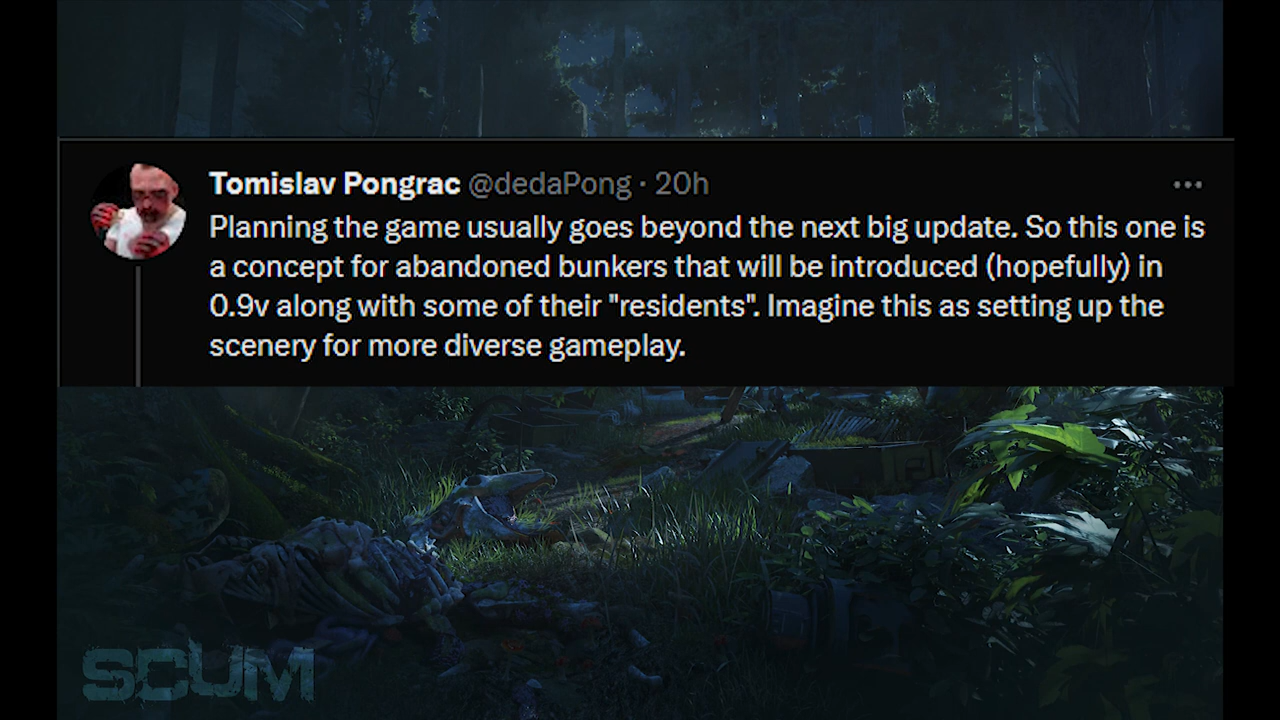 Tomislav Pongrac @dedaPong · 20h
Planning the game usually goes beyond the next big update. So this one is
a concept for abandoned bunkers that will be introduced (hopefully) in
0.9v along with some of their "residents". Imagine this as setting up the
scenery for more diverse gameplay.
SCUM